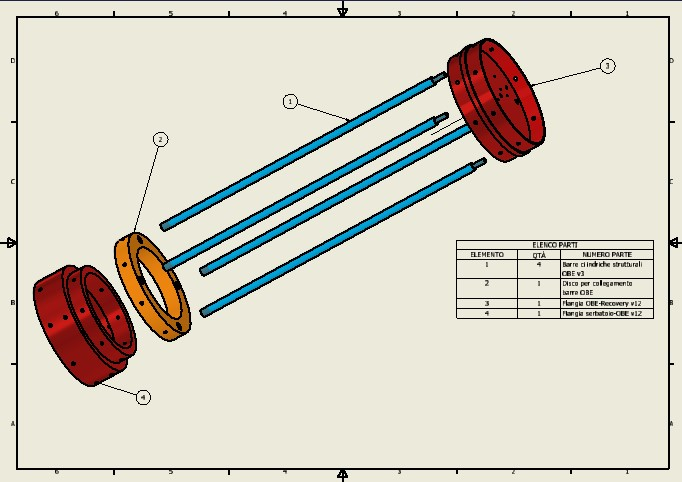 6 5 4 3 2 1
D D
3
1
2
C C
ELENCO PARTI
ELEMENTO QTÀ NUMERO PARTE
1 4 Barre cilindriche strutturali
OBE v3
2 1 Disco per collegamento
barre OBE
3 1 Flangia OBE-Recovery v12
4 1 Flangia serbatoio-OBE v12
B B
4
A A
6 5 4 3 2 1